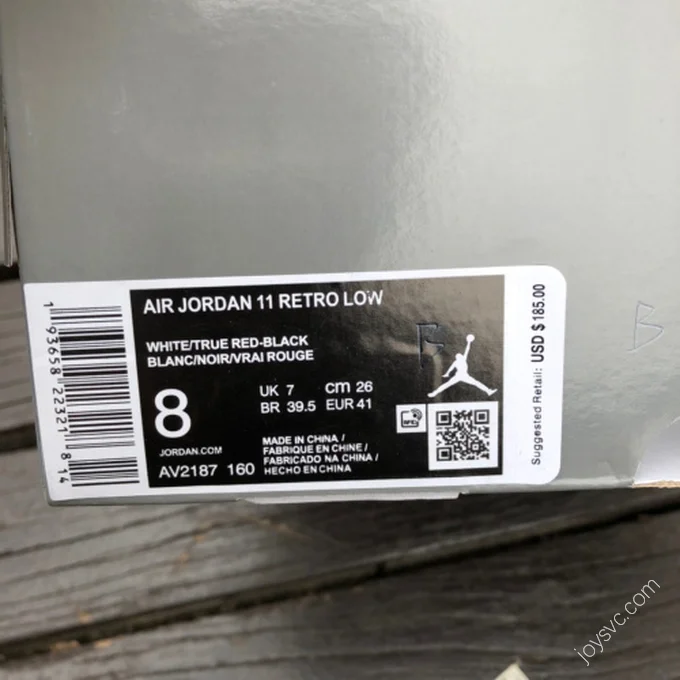 1 93658 22321 8 14
AIR JORDAN 11 RETRO LOW
WHITE/TRUE RED-BLACK
BLANC/NOIR/VRAI ROUGE
8
UK 7
cm 26
BR 39.5
EUR 41
JORDAN.COM
AV2187 160
MADE IN CHINA /
FABRIQUE EN CHINE /
FABRICADO NA CHINA /
HECHO EN CHINA
F
Suggested Retail: USD $ 185.00
B
joysvc.com